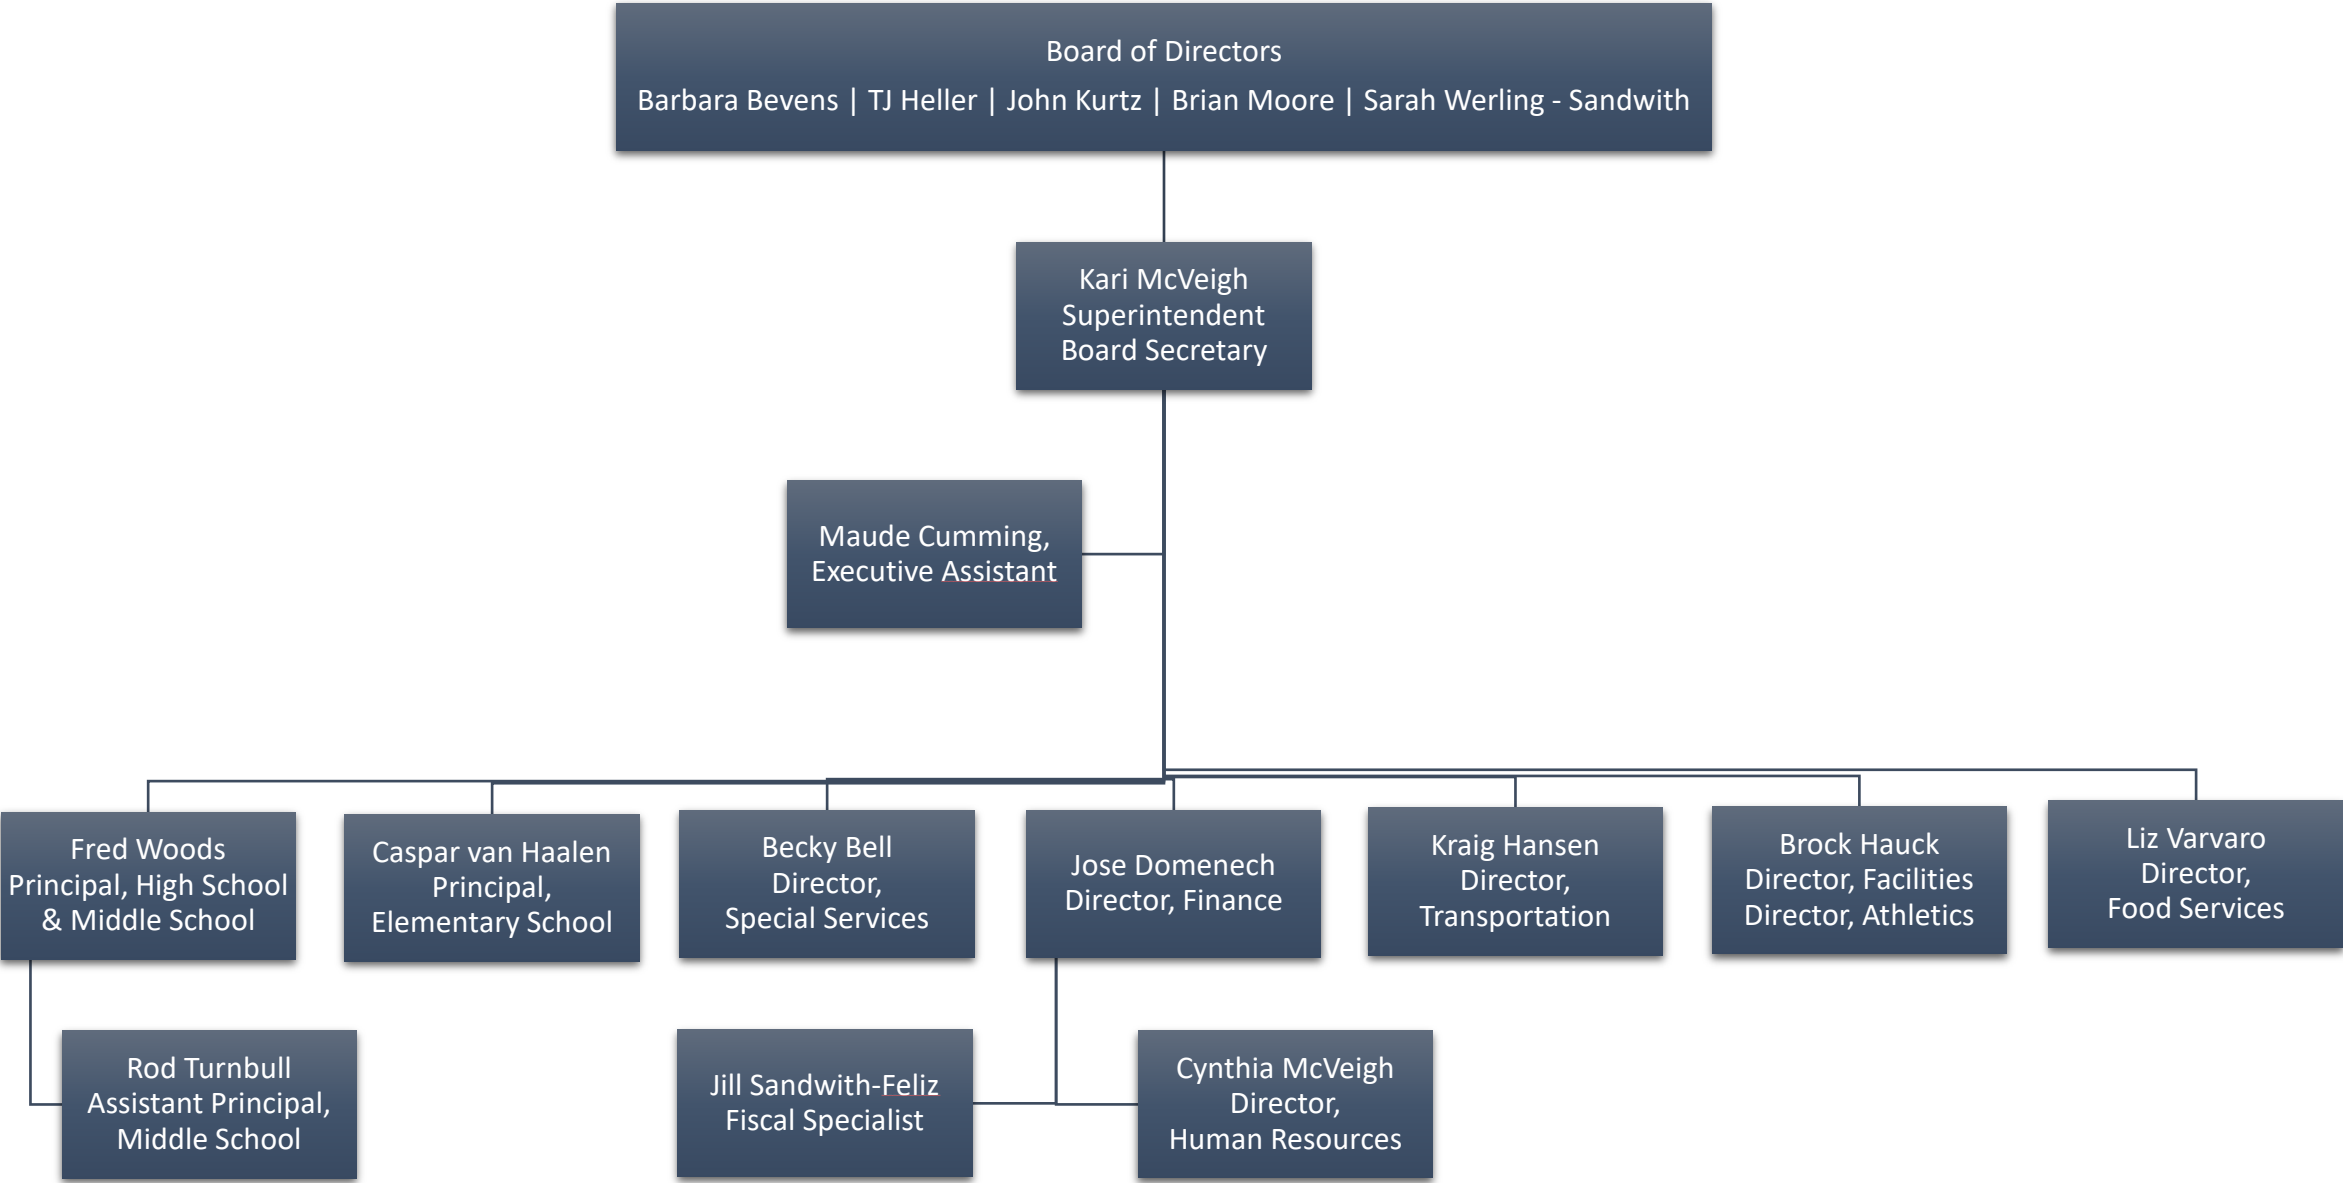 Board of Directors
Barbara Bevens | TJ Heller | John Kurtz | Brian Moore | Sarah Werling - Sandwith
Kari McVeigh
Superintendent
Board Secretary
Maude Cumming,
Executive Assistant
Fred Woods
Principal, High School
& Middle School
Caspar van Haalen
Principal,
Elementary School
Becky Bell
Director,
Special Services
Jose Domenech
Director, Finance
Kraig Hansen
Director,
Transportation
Brock Hauck
Director, Facilities
Director, Athletics
Liz Varvaro
Director,
Food Services
Rod Turnbull
Assistant Principal,
Middle School
Jill Sandwith-Feliz
Fiscal Specialist
Cynthia McVeigh
Director,
Human Resources